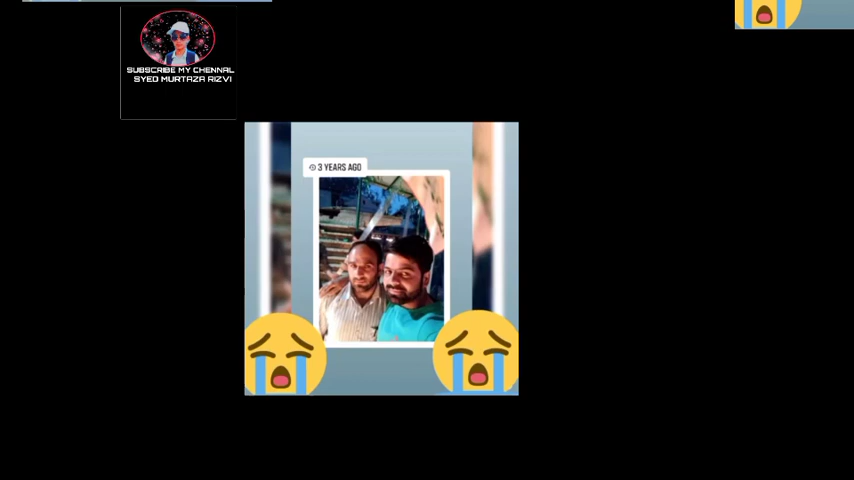 SUBSCRIBE MY CHENNAL
SYED MURTAZA RIZVI
3 YEARS AGO